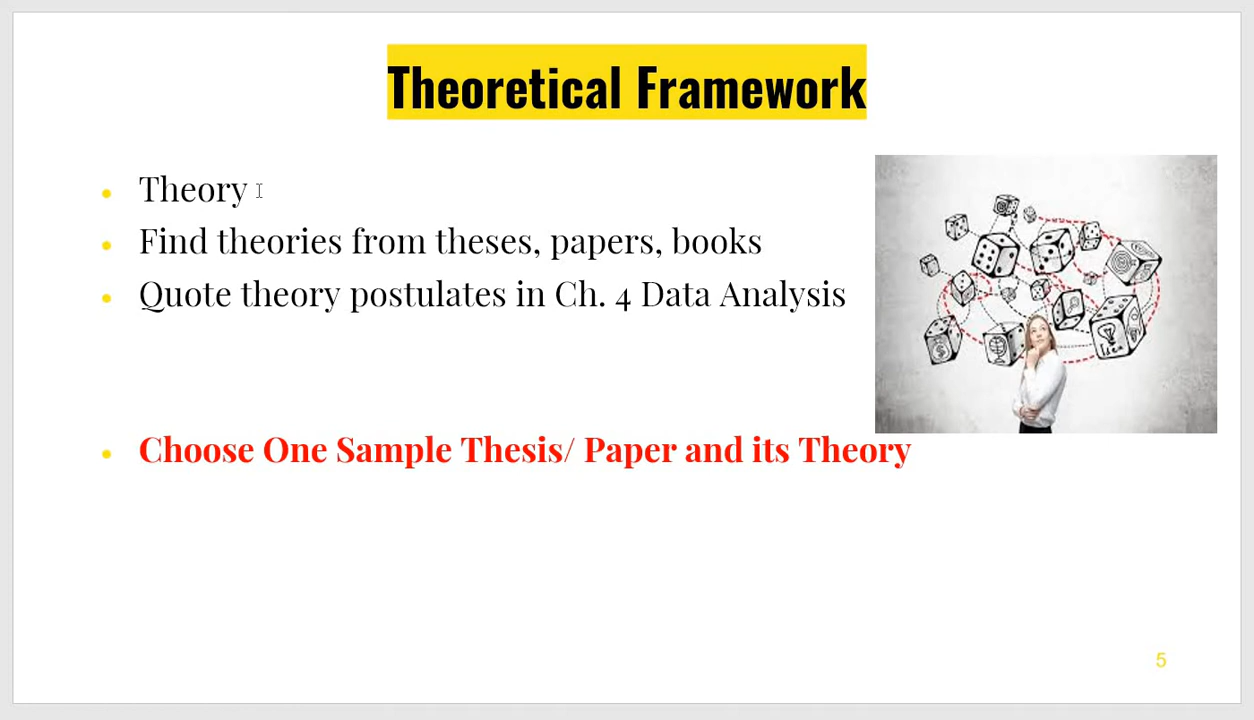 Theoretical Framework
Theory
Find theories from theses, papers, books
Quote theory postulates in Ch. 4 Data Analysis
Idea
Choose One Sample Thesis/ Paper and its Theory
5